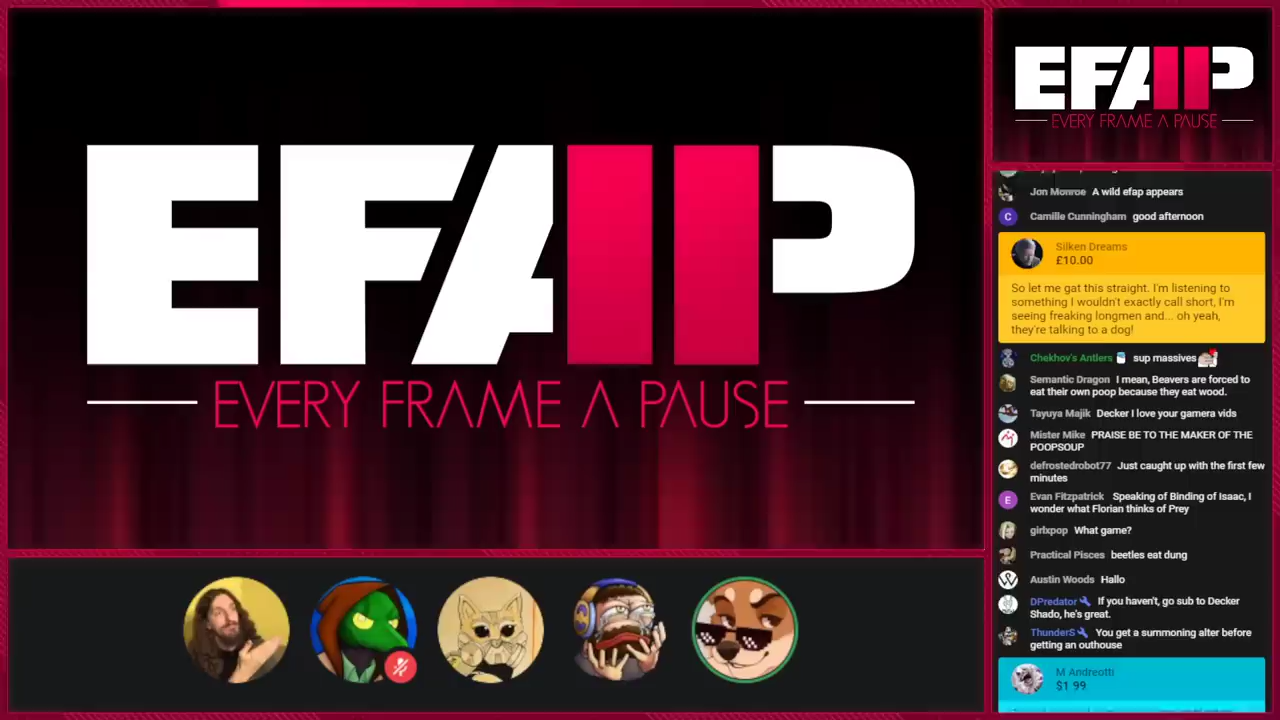 EFAP
EVERY FRAME A PAUSE
EFAP
EVERY FRAME A PAUSE
Jon Monroe A wild efap appears
C Camille Cunningham good afternoon
Silken Dreams
£10.00
So let me gat this straight. I'm listening to
something I wouldn't exactly call short, I'm
seeing freaking longmen and... oh yeah,
they're talking to a dog!
Chekhov's Antlers sup massives
Semantic Dragon I mean, Beavers are forced to
eat their own poop because they eat wood.
Tayuya Majik Decker I love your gamera vids
Mister Mike PRAISE BE TO THE MAKER OF THE
POOPSOUP
defrostedrobot77 Just caught up with the first few
minutes
E Evan Fitzpatrick Speaking of Binding of Isaac, I
wonder what Florian thinks of Prey
girlxpop What game?
Practical Pisces beetles eat dung
Austin Woods Hallo
DPredator If you haven't, go sub to Decker
Shado, he's great.
ThunderS You get a summoning alter before
getting an outhouse
M Andreotti
$1 99